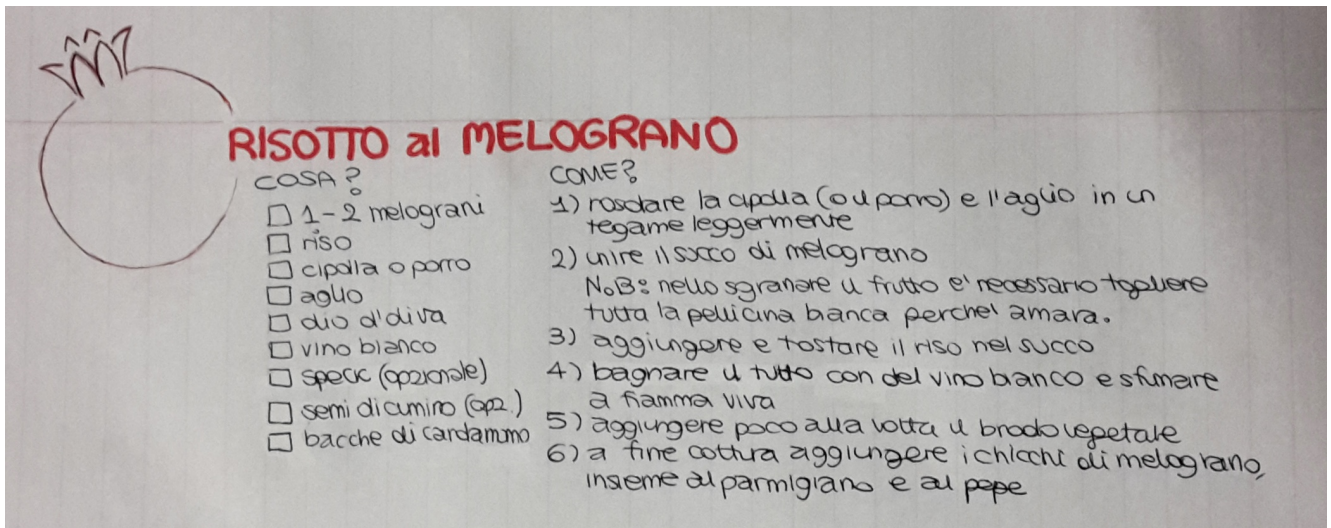 RISOTTO al MELOGRANO
COSA?
□ 1-2 melograni
□ riso
□ cipolla o porro
□ aglio
□ olio d'oliva
□ vino bianco
□ speck (opzionale)
□ semi di cumino (opz.)
□ bacche di cardammo
COME?
1) rosolare la cipolla (o il porro) e l'aglio in un
tegame leggermente
2) unire il succo di melograno
N.B: nello sgranare il frutto e' necessario togliere
tutta la pellicina bianca perche' amara.
3) aggiungere e tostare il riso nel succo
4) bagnare il tutto con del vino bianco e sfumare
a fiamma viva
5) aggiungere poco alla volta il brodo vegetale
6) a fine cottura aggiungere i chicchi di melograno,
insieme al parmigiano e al pepe